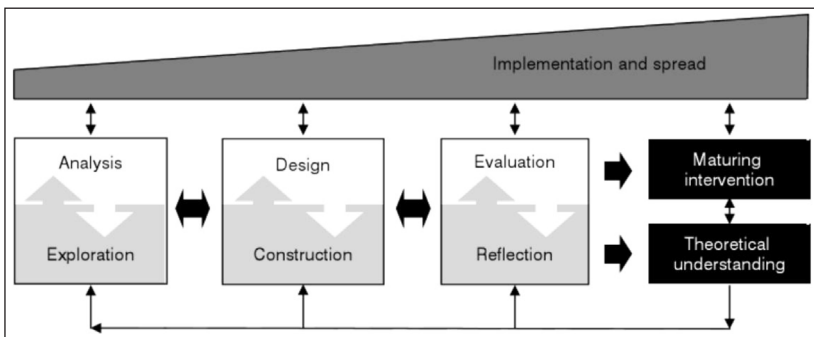 Implementation and spread
Analysis
Exploration
Design
Construction
Evaluation
Reflection
Maturing
intervention
Theoretical
understanding